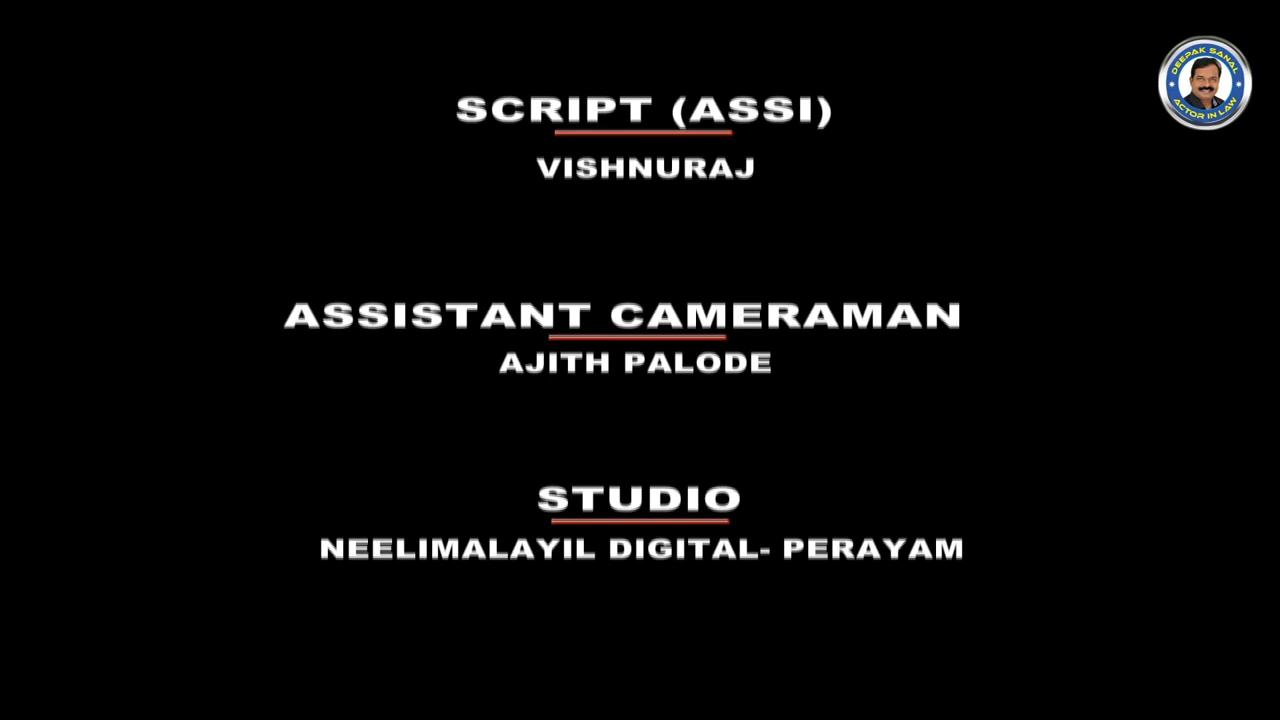 DEEPAK SANAL
ACTOR IN LAW
SCRIPT (ASSI)
VISHNURAJ
ASSISTANT CAMERAMAN
AJITH PALODE
STUDIO
NEELIMALAYIL DIGITAL- PERAYAM